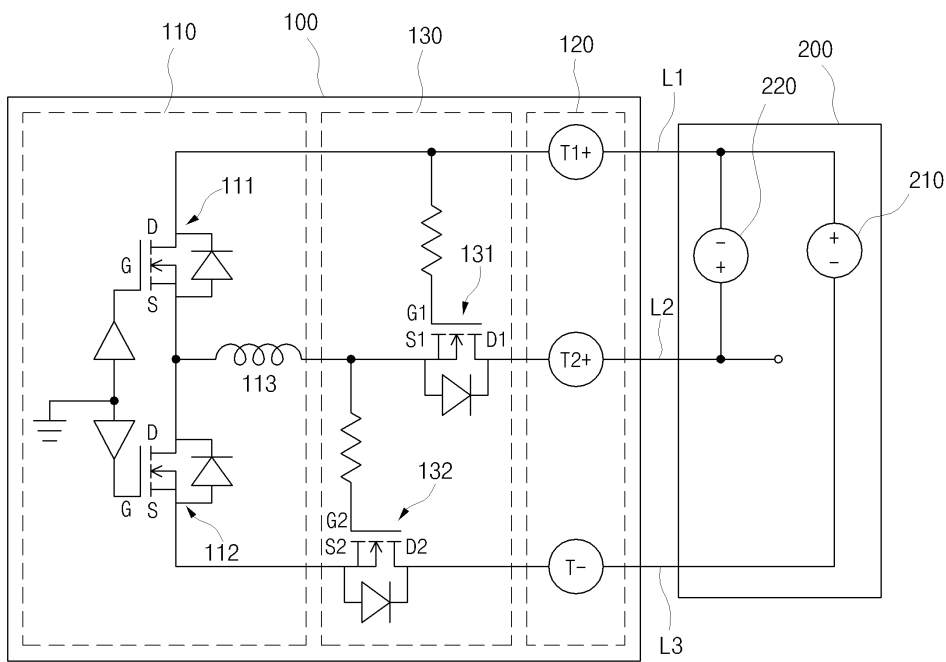 110
100
130
120
L1
200
220
210
T1+
111
D
G
S
−
+
+
−
131
G1
S1
D1
L2
T2+
113
D
G
S
132
G2
S2
D2
112
T−
L3